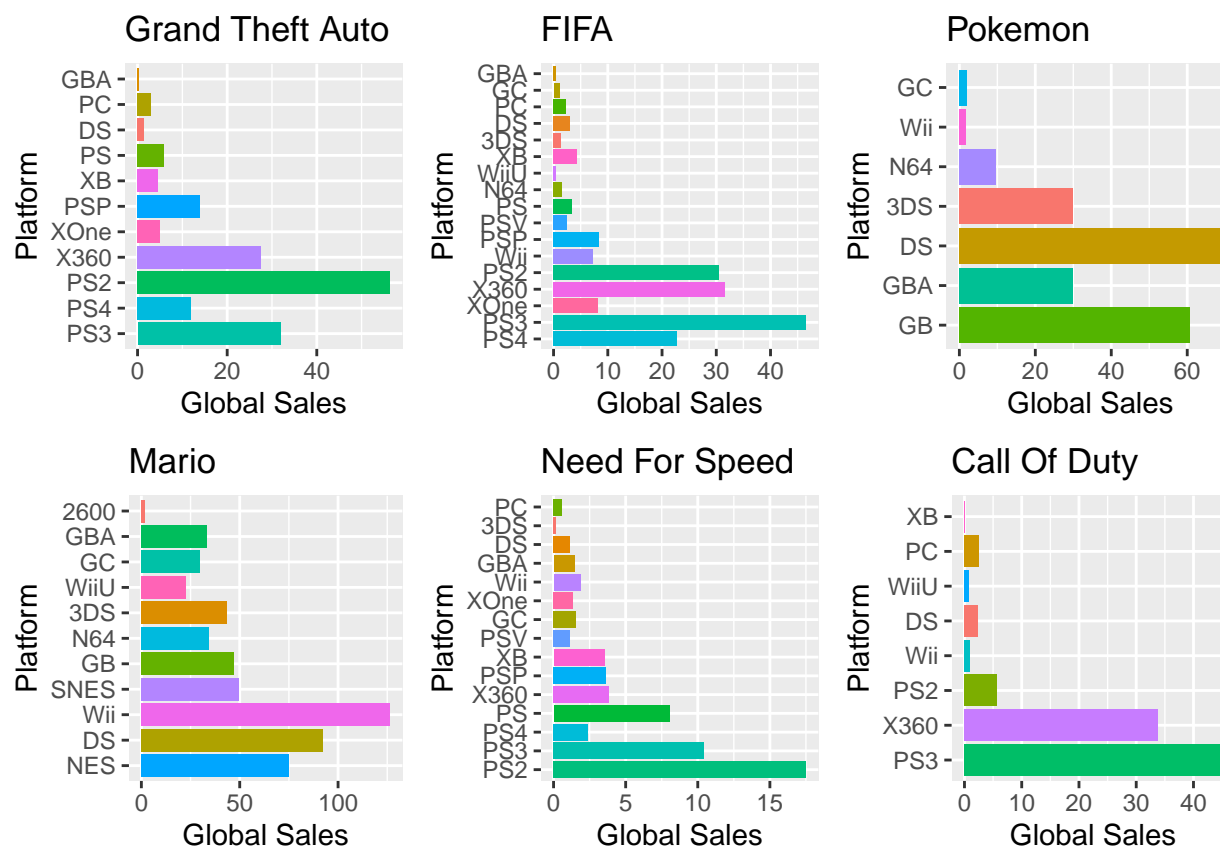 Grand Theft Auto
Platform
GBA
PC
DS
PS
XB
PSP
XOne
X360
PS2
PS4
PS3
0 20 40
Global Sales
FIFA
Platform
GBA
GC
PC
DS
3DS
XB
WiiU
N64
PS
PSV
PSP
Wii
PS2
X360
XOne
PS3
PS4
0 10 20 30 40
Global Sales
Pokemon
Platform
GC
Wii
N64
3DS
DS
GBA
GB
0 20 40 60
Global Sales
Mario
Platform
2600
GBA
GC
WiiU
3DS
N64
GB
SNES
Wii
DS
NES
0 50 100
Global Sales
Need For Speed
Platform
PC
3DS
DS
GBA
Wii
XOne
GC
PSV
XB
PSP
X360
PS
PS4
PS3
PS2
0 5 10 15
Global Sales
Call Of Duty
Platform
XB
PC
WiiU
DS
Wii
PS2
X360
PS3
0 10 20 30 40
Global Sales